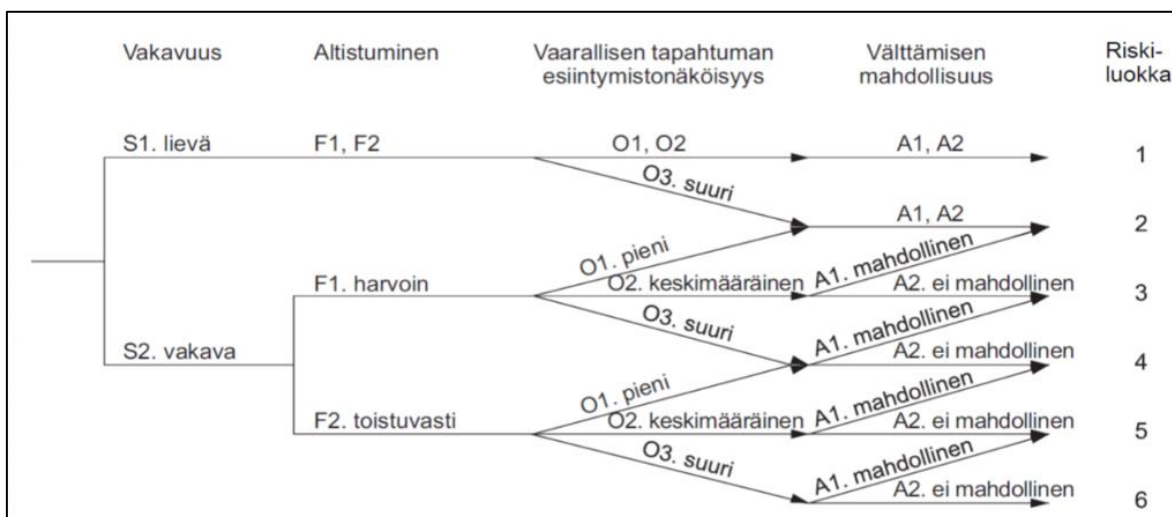 Vakavuus Altistuminen Vaarallisen tapahtuman Välttämisen Riski-
esiintymistonäköisyys mahdollisuus luokka
S1. lievä F1, F2 O1, O2 A1, A2 1
O3. suuri
A1, A2 2
O1. pieni A1. mahdollinen
F1. harvoin O2. keskimääräinen A2. ei mahdollinen 3
O3. suuri A1. mahdollinen
S2. vakava A2. ei mahdollinen 4
O1. pieni A1. mahdollinen
F2. toistuvasti O2. keskimääräinen A2. ei mahdollinen 5
O3. suuri A1. mahdollinen
A2. ei mahdollinen 6